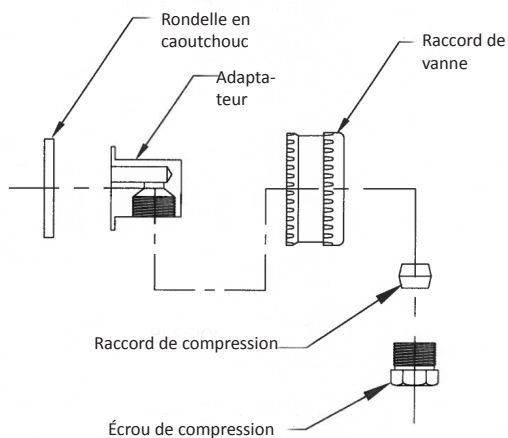 Rondelle en
caoutchouc
Raccord de
vanne
Adapta-
teur
Raccord de compression
Écrou de compression